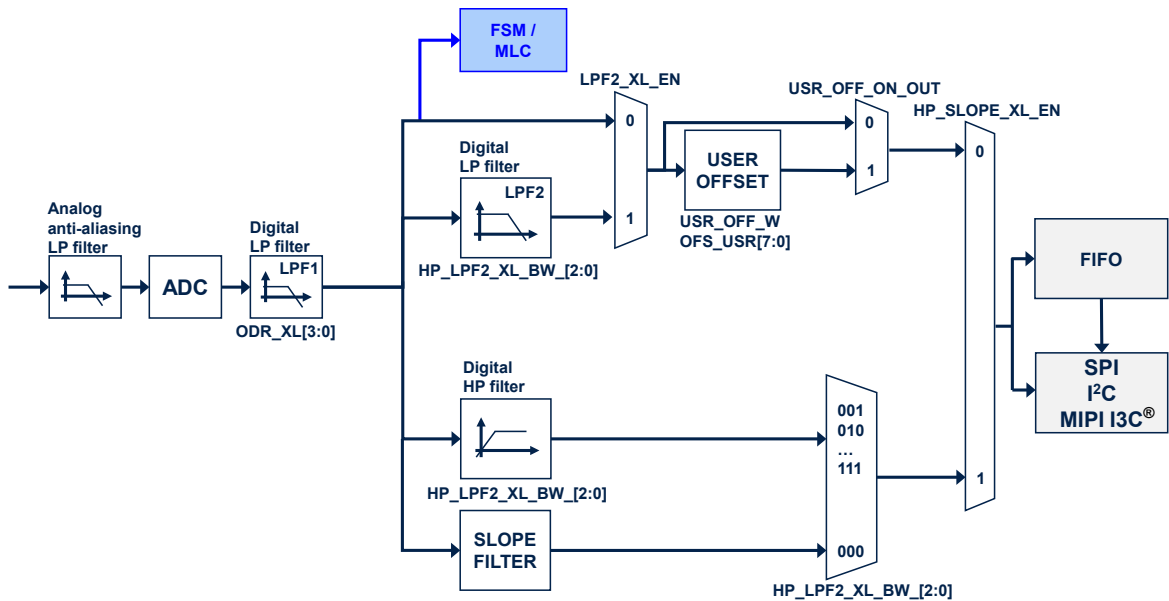 FSM /
MLC
LPF2_XL_EN
USR_OFF_ON_OUT
HP_SLOPE_XL_EN
0
0
0
Digital
LP filter
LPF2
USER
OFFSET
1
1
USR_OFF_W
OFS_USR[7:0]
HP_LPF2_XL_BW_[2:0]
Analog
anti-aliasing
LP filter
ADC
Digital
LP filter
LPF1
ODR_XL[3:0]
FIFO
SPI
I²C
MIPI I3C®
Digital
HP filter
HP_LPF2_XL_BW_[2:0]
001
010
...
111
1
SLOPE
FILTER
000
HP_LPF2_XL_BW_[2:0]